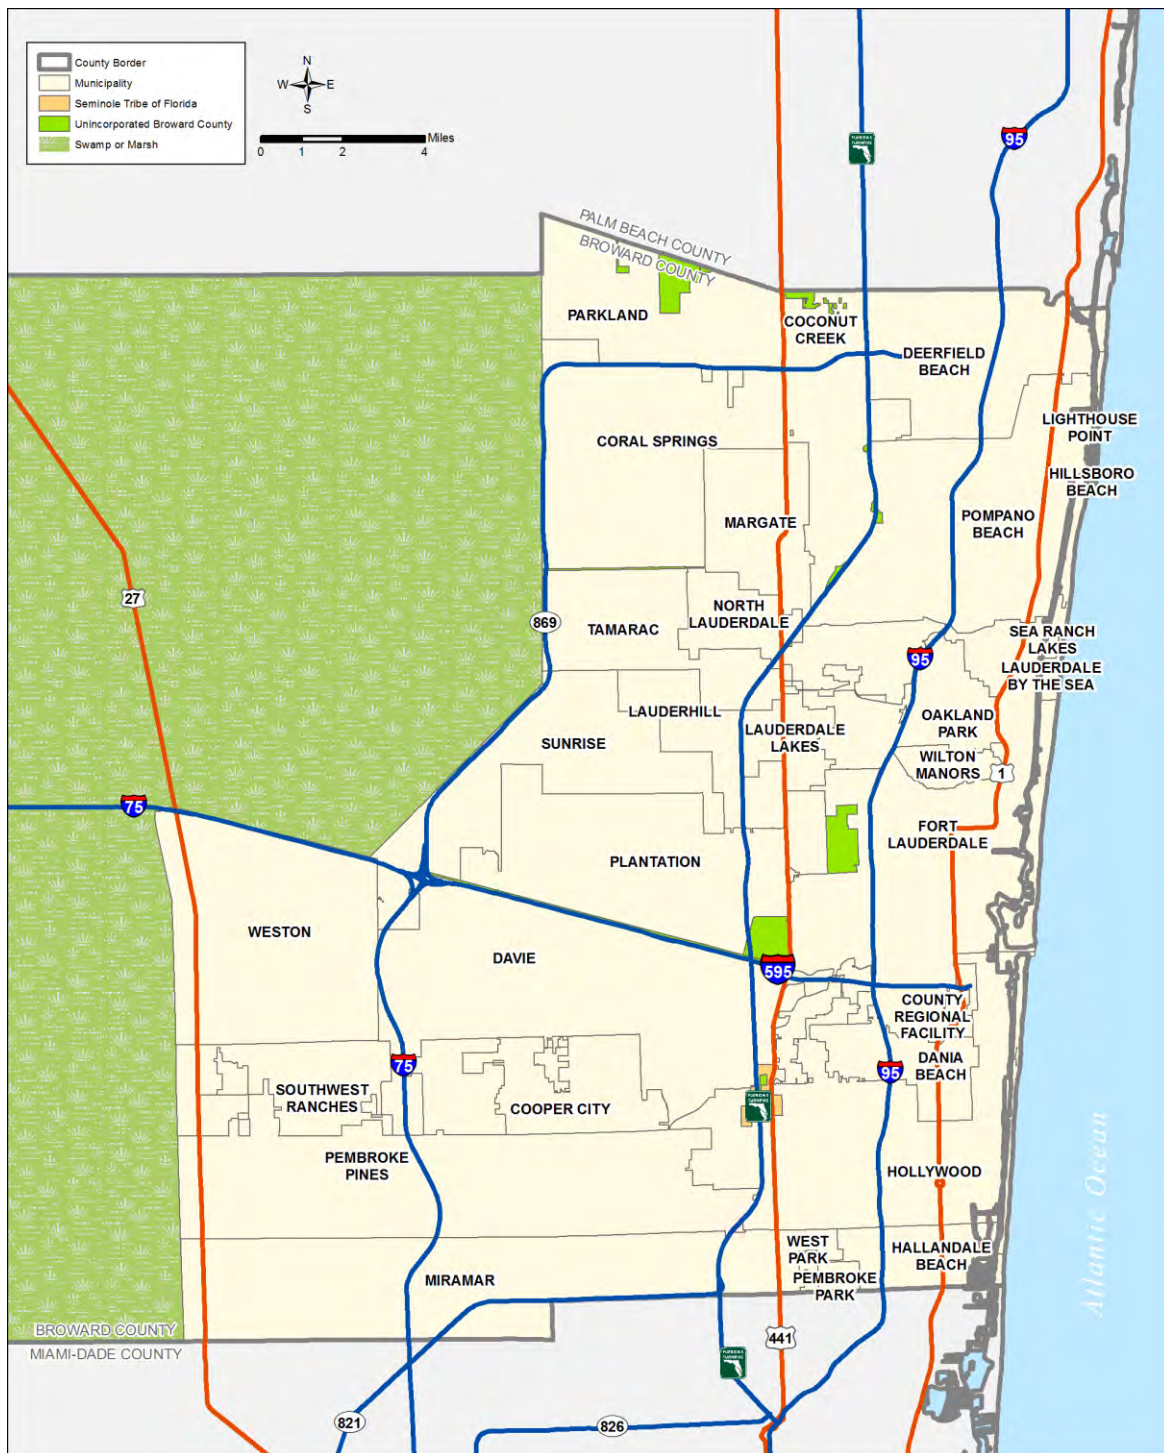 County Border
Municipality
Seminole Tribe of Florida
Unincorporated Broward County
Swamp or Marsh
N
W E
S
Miles
0 1 2 4
95
PALM BEACH COUNTY
BROWARD COUNTY
PARKLAND
COCONUT
CREEK
DEERFIELD
BEACH
LIGHTHOUSE
POINT
CORAL SPRINGS
HILLSBORO
BEACH
MARGATE
POMPANO
BEACH
27
869
NORTH
LAUDERDALE
TAMARAC
SEA RANCH
LAKES
95
LAUDERDALE
BY THE SEA
LAUDERHILL
OAKLAND
PARK
LAUDERDALE
LAKES
SUNRISE
WILTON
MANORS
1
75
FORT
LAUDERDALE
PLANTATION
WESTON
DAVIE
595
COUNTY
REGIONAL
FACILITY
75
95
DANIA
BEACH
SOUTHWEST
RANCHES
COOPER CITY
PEMBROKE
PINES
HOLLYWOOD
Atlantic Ocean
WEST
PARK
HALLANDALE
BEACH
MIRAMAR
PEMBROKE
PARK
BROWARD COUNTY
MIAMI-DADE COUNTY
441
821
826